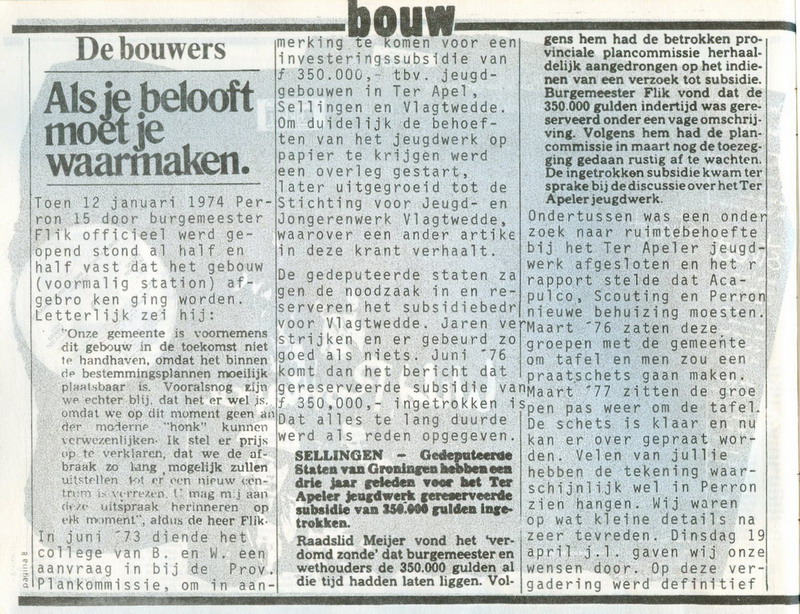 bouw
De bouwers
Als je belooft
moet je
waarmaken.
Toen 12 januari 1974 Per-
ron 15 door burgemeester
Flik officieel werd ge-
opend stond al half en
half vast dat het gebouw
(voormalig station) af-
gebro ken ging worden.
Letterlijk zei hij:
"Onze gemeente is voornemens
dit gebouw in de toekomst niet
te handhaven, omdat het binnen
de bestemmingsplannen moeilijk
plaatsbaar is. Vooralsnog zijn
we echter blij, dat het er wel is,
omdat we op dit moment geen an
der moderne "honk" kunnen
verwezenlijken. Ik stel er prijs
op te verklaren, dat we de af-
braak zo lang mogelijk zullen
uitstellen tot er een nieuw cen-
trum is verrezen. U mag mij aan
deze uitspraak herinneren op
elk moment", aldus de heer Flik.
In juni ´73 diende het
college van B. en W. een
aanvraag in bij de Prov.
Plankommissie, om in aan-
merking te komen voor een
investeringssubsidie van
ƒ 350.000,- tbv. jeugd-
gebouwen in Ter Apel,
Sellingen en Vlagtwedde.
Om duidelijk de behoef-
ten van het jeugdwerk op
papier te krijgen werd
een overleg gestart,
later uitgegroeid tot de
Stichting voor Jeugd- en
Jongerenwerk Vlagtwedde,
waarover een ander artike
in deze krant verhaalt.
De gedeputeerde staten za
gen de noodzaak in en re-
serveren het subsidiebedr
voor Vlagtwedde. Jaren ver
strijken en er gebeurd zo
goed als niets. Juni ´76
komt dan het bericht dat
gereserveerde subsidie van
ƒ 350,000,- ingetrokken is
Dat alles te lang duurde
werd als reden opgegeven.
SELLINGEN — Gedeputeerde
Staten van Groningen hebben een
drie jaar geleden voor het Ter
Apeler jeugdwerk gereserveerde
subsidie van 350.000 gulden inge-
trokken.
Raadslid Meijer vond het 'ver-
domd zonde' dat burgemeester en
wethouders de 350.000 gulden al
die tijd hadden laten liggen. Vol-
gens hem had de betrokken pro-
vinciale plancommissie herhaal-
delijk aangedrongen op het indie-
nen van een verzoek tot subsidie.
Burgemeester Flik vond dat de
350.000 gulden indertijd was gere-
serveerd onder een vage omschrij-
ving. Volgens hem had de plan-
commissie in maart nog de toezeg-
gging gedaan rustig af te wachten.
De ingetrokken subsidie kwam ter
sprake bij de discussie over het Ter
Apeler jeugdwerk.
Ondertussen was een onder
zoek naar ruimtebehoefte
bij het Ter Apeler jeugd-
werk afgesloten en het r
rapport stelde dat Aca-
pulco, Scouting en Perron
nieuwe behuizing moesten.
Maart ´76 zaten deze
groepen met de gemeente
om tafel en men zou een
praatschets gaan maken.
Maart ´77 zitten de groe
pen pas weer om de tafel.
De schets is klaar en nu
kan er over gepraat wor-
den. Velen van jullie
hebben de tekening waar-
schijnlijk wel in Perron
zien hangen. Wij waren
op wat kleine details na
zeer tevreden. Dinsdag 19
april j.l. gaven wij onze
wensen door. Op deze ver-
gadering werd definitief